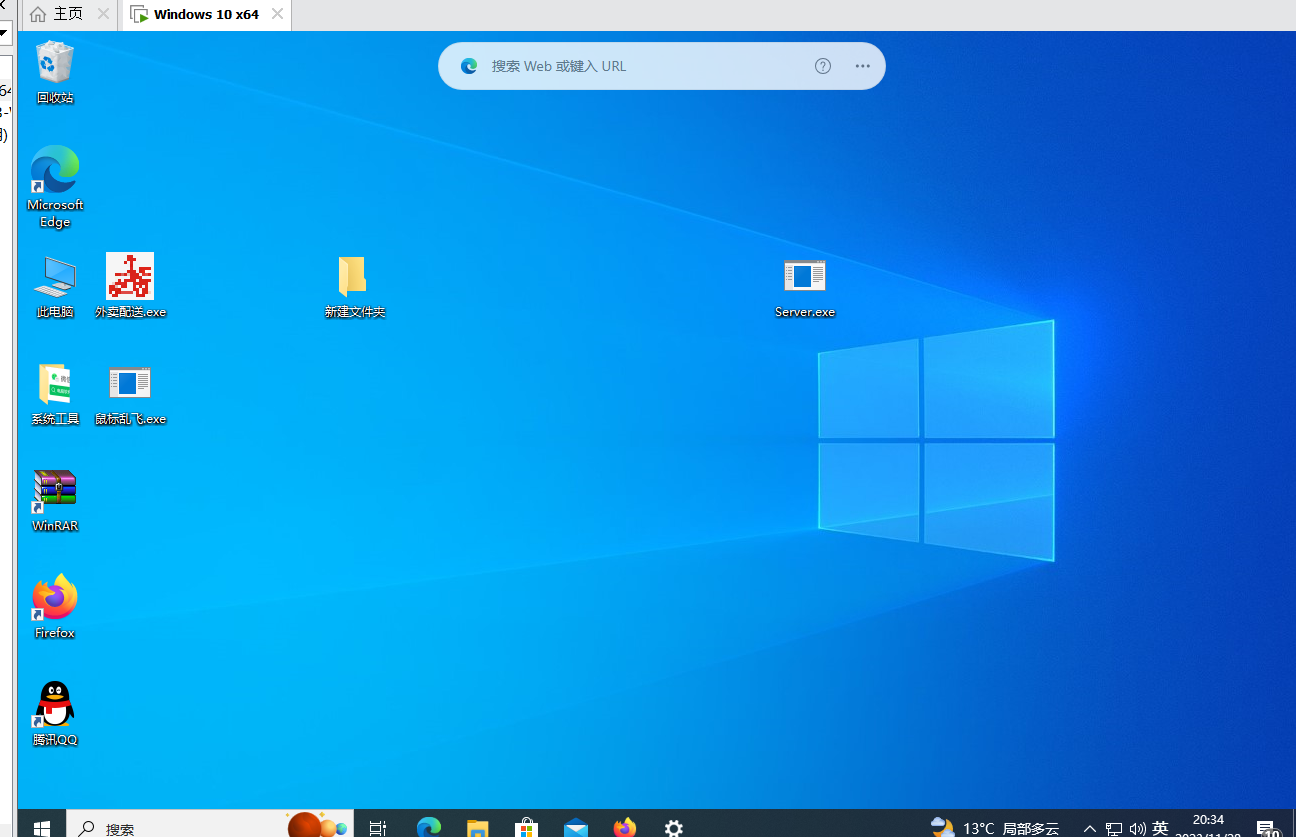 主页
Windows 10 x64
搜索 Web 或键入 URL
回收站
Microsoft
Edge
此电脑
外卖配送.exe
新建文件夹
Server.exe
系统工具
鼠标乱飞.exe
WinRAR
Firefox
腾讯QQ
搜索
13°C 局部多云
英
20:34